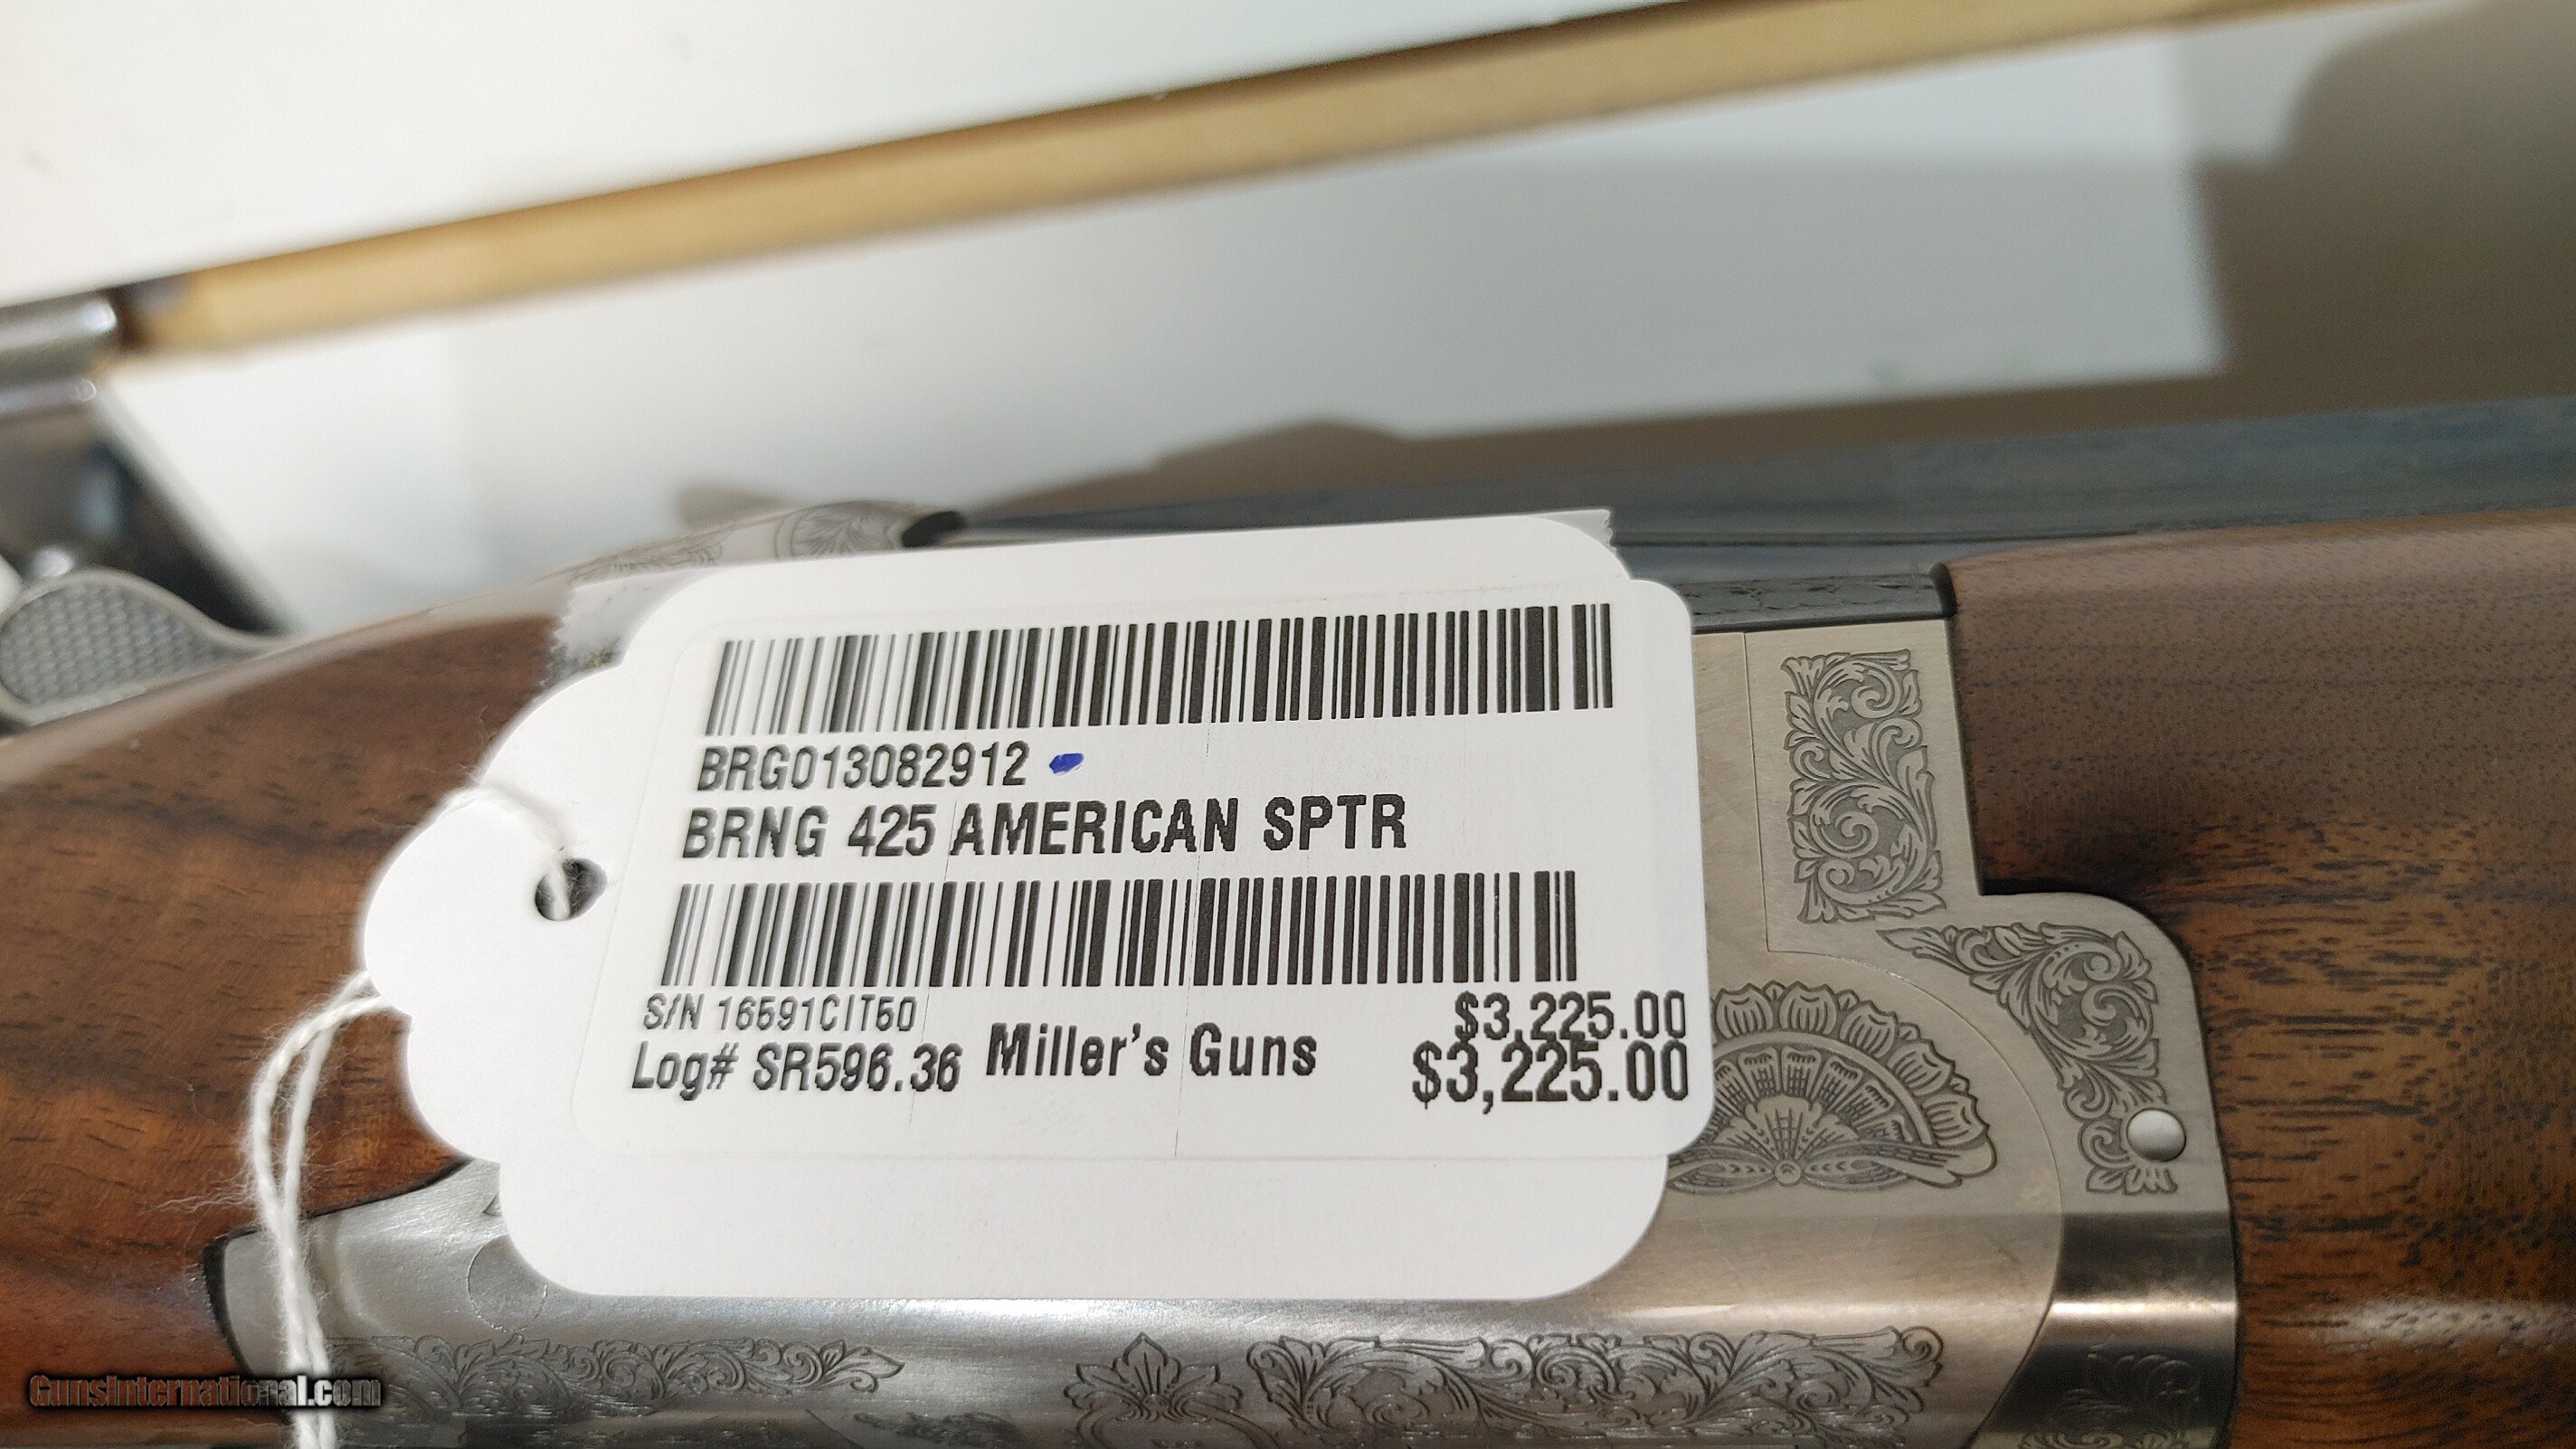 BRG013082912
BRNG 425 AMERICAN SPTR
S/N 16591CIT50
$3,225.00
Log# SR596.36 Miller's Guns $3,225.00
GunsInternational.com